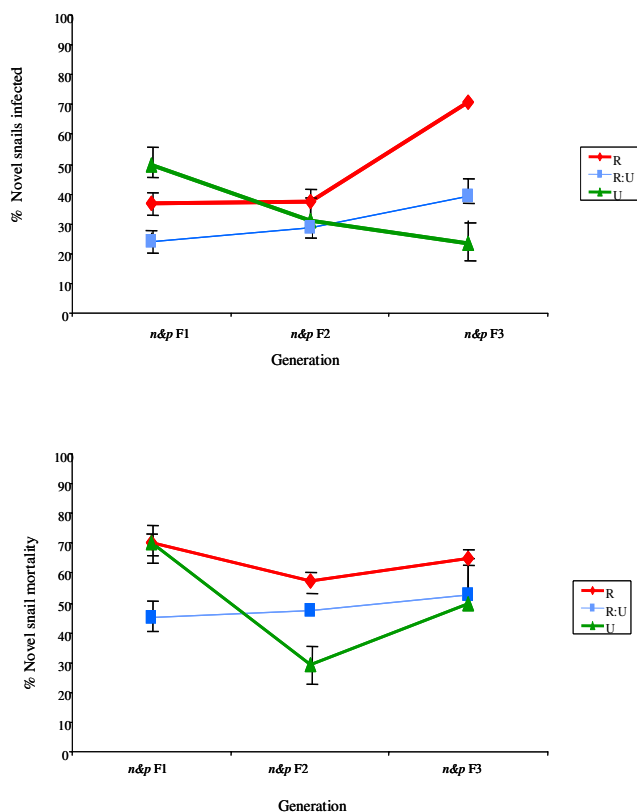 100
90
80
70
60
50
40
30
20
10
0
% Novel snails infected
n&p F1 n&p F2 n&p F3
Generation
R
R:U
U
100
90
80
70
60
50
40
30
20
10
0
% Novel snail mortality
n&p F1 n&p F2 n&p F3
Generation
R
R:U
U